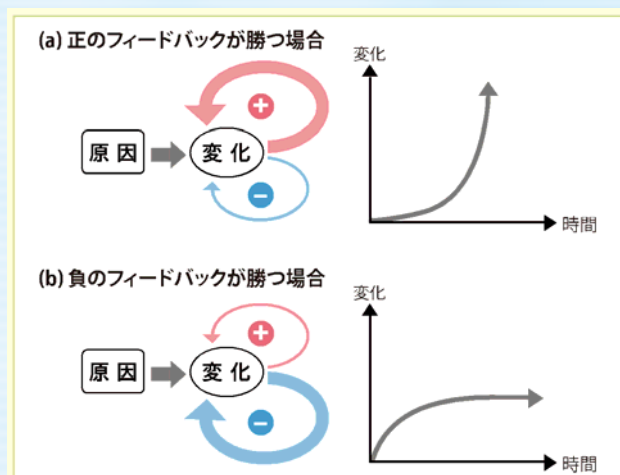 (a) 正のフィードバックが勝つ場合
変化
+
原因
変化
−
時間
(b) 負のフィードバックが勝つ場合
変化
+
原因
変化
−
時間